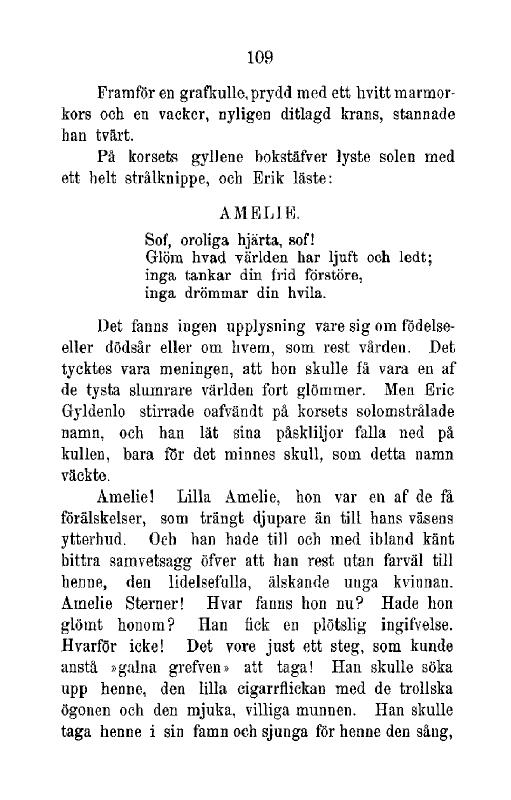 109
Framför en grafkulle, prydd med ett hvitt marmor-
kors och en vacker, nyligen ditlagd krans, stannade
han tvärt.
På korsets gyllene bokstäfver lyste solen med
ett helt strålknippe, och Erik läste:
AMELIE.
Sof, oroliga hjärta, sof!
Glöm hvad världen har ljuft och ledt;
inga tankar din frid förstöre,
inga drömmar din hvila.
Det fanns ingen upplysning vare sig om födelse-
eller dödsår eller om hvem, som rest vården. Det
tycktes vara meningen, att hon skulle få vara en af
de tysta slumrare världen fort glömmer. Men Eric
Gyldenlo stirrade oafvändt på korsets solomstrålade
namn, och han lät sina påskliljor falla ned på
kullen, bara för det minnes skull, som detta namn
väckte.
Amelie! Lilla Amelie, hon var en af de få
förälskelser, som trängt djupare än till hans väsens
ytterhud. Och han hade till och med ibland känt
bittra samvetsagg öfver att han rest utan farväl till
henne, den lidelsefulla, älskande unga kvinnan.
Amelie Sterner! Hvar fanns hon nu? Hade hon
glömt honom? Han fick en plötslig ingifvelse.
Hvarför icke! Det vore just ett steg, som kunde
anstå »galna grefven» att taga! Han skulle söka
upp henne, den lilla cigarrflickan med de trollska
ögonen och den mjuka, villiga munnen. Han skulle
taga henne i sin famn och sjunga för henne den sång,